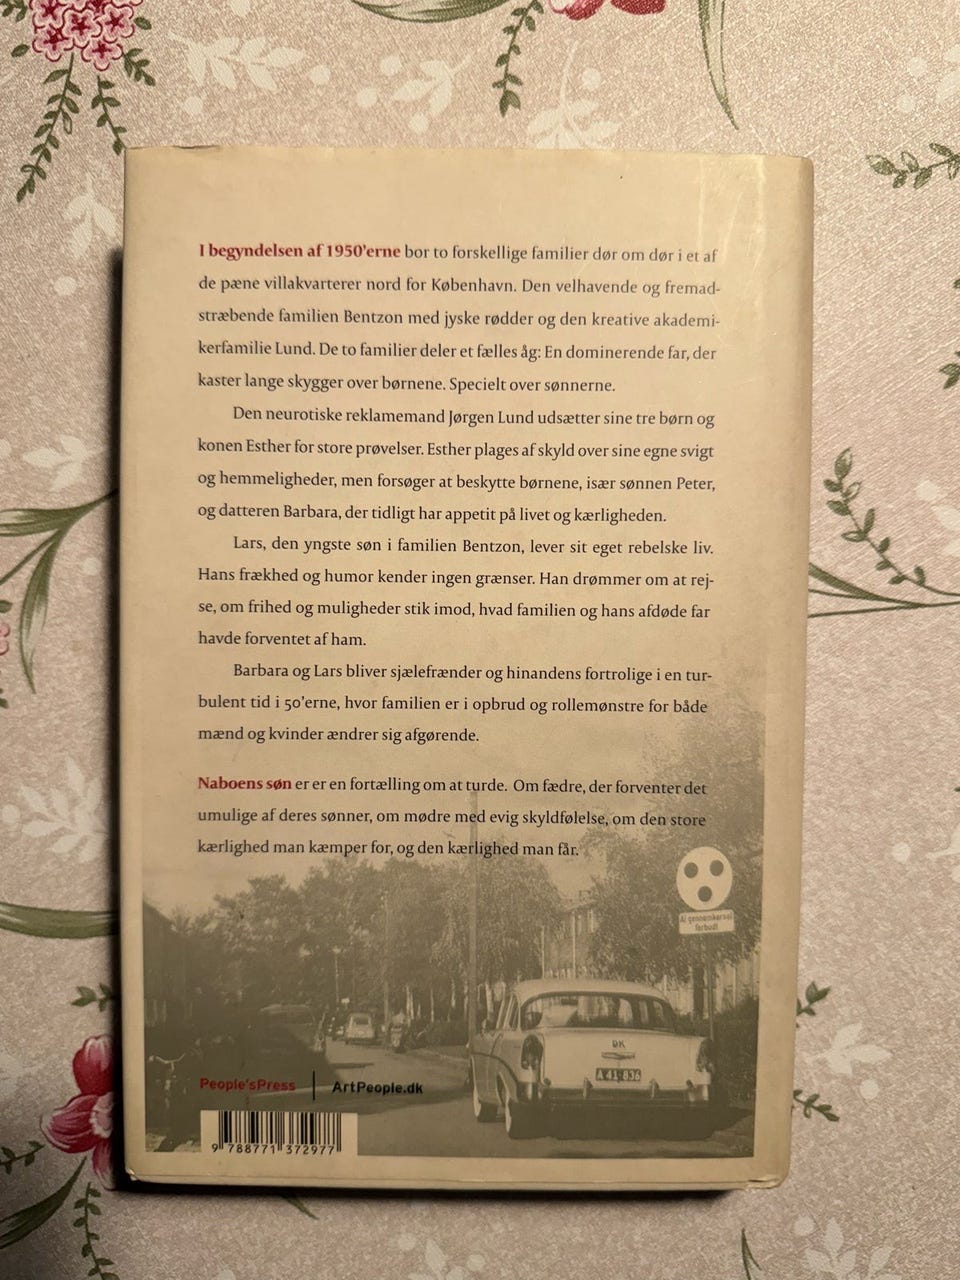 I begyndelsen af 1950'erne bor to forskellige familier dør om dør i et af
de pæne villakvarterer nord for København. Den velhavende og fremad-
stræbende familien Bentzon med jyske rødder og den kreative akademi-
kerfamilie Lund. De to familier deler et fælles åg: En dominerende far, der
kaster lange skygger over børnene. Specielt over sønnerne.
Den neurotiske reklamemand Jørgen Lund udsætter sine tre børn og
konen Esther for store prøvelser. Esther plages af skyld over sine egne svigt
og hemmeligheder, men forsøger at beskytte børnene, især sønnen Peter,
og datteren Barbara, der tidligt har appetit på livet og kærligheden.
Lars, den yngste søn i familien Bentzon, lever sit eget rebelske liv.
Hans frækhed og humor kender ingen grænser. Han drømmer om at rej-
se, om frihed og muligheder stik imod, hvad familien og hans afdøde far
havde forventet af ham.
Barbara og Lars bliver sjælefrænder og hinandens fortrolige i en tur-
bulent tid i 50'erne, hvor familien er i opbrud og rollemønstre for både
mænd og kvinder ændrer sig afgørende.
Naboens søn er er en fortælling om at turde. Om fædre, der forventer det
umulige af deres sønner, om mødre med evig skyldfølelse, om den store
kærlighed man kæmper for, og den kærlighed man får.
Al gennemkørsel
forbudt
DK
A 41.836
People'sPress | ArtPeople.dk
9 788771 372977